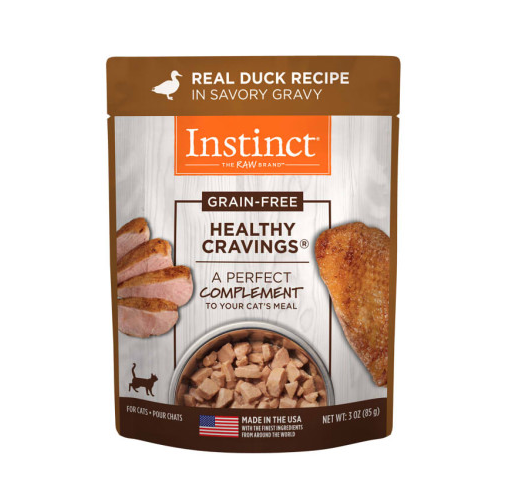 REAL DUCK RECIPE
IN SAVORY GRAVY
Instinct®
THE RAW BRAND™
GRAIN-FREE
HEALTHY
CRAVINGS®
A PERFECT
COMPLEMENT
TO YOUR CAT'S MEAL
FOR CATS • POUR CHATS
MADE IN THE USA
WITH THE FINEST INGREDIENTS
FROM AROUND THE WORLD
NET WT: 3 OZ (85 g)